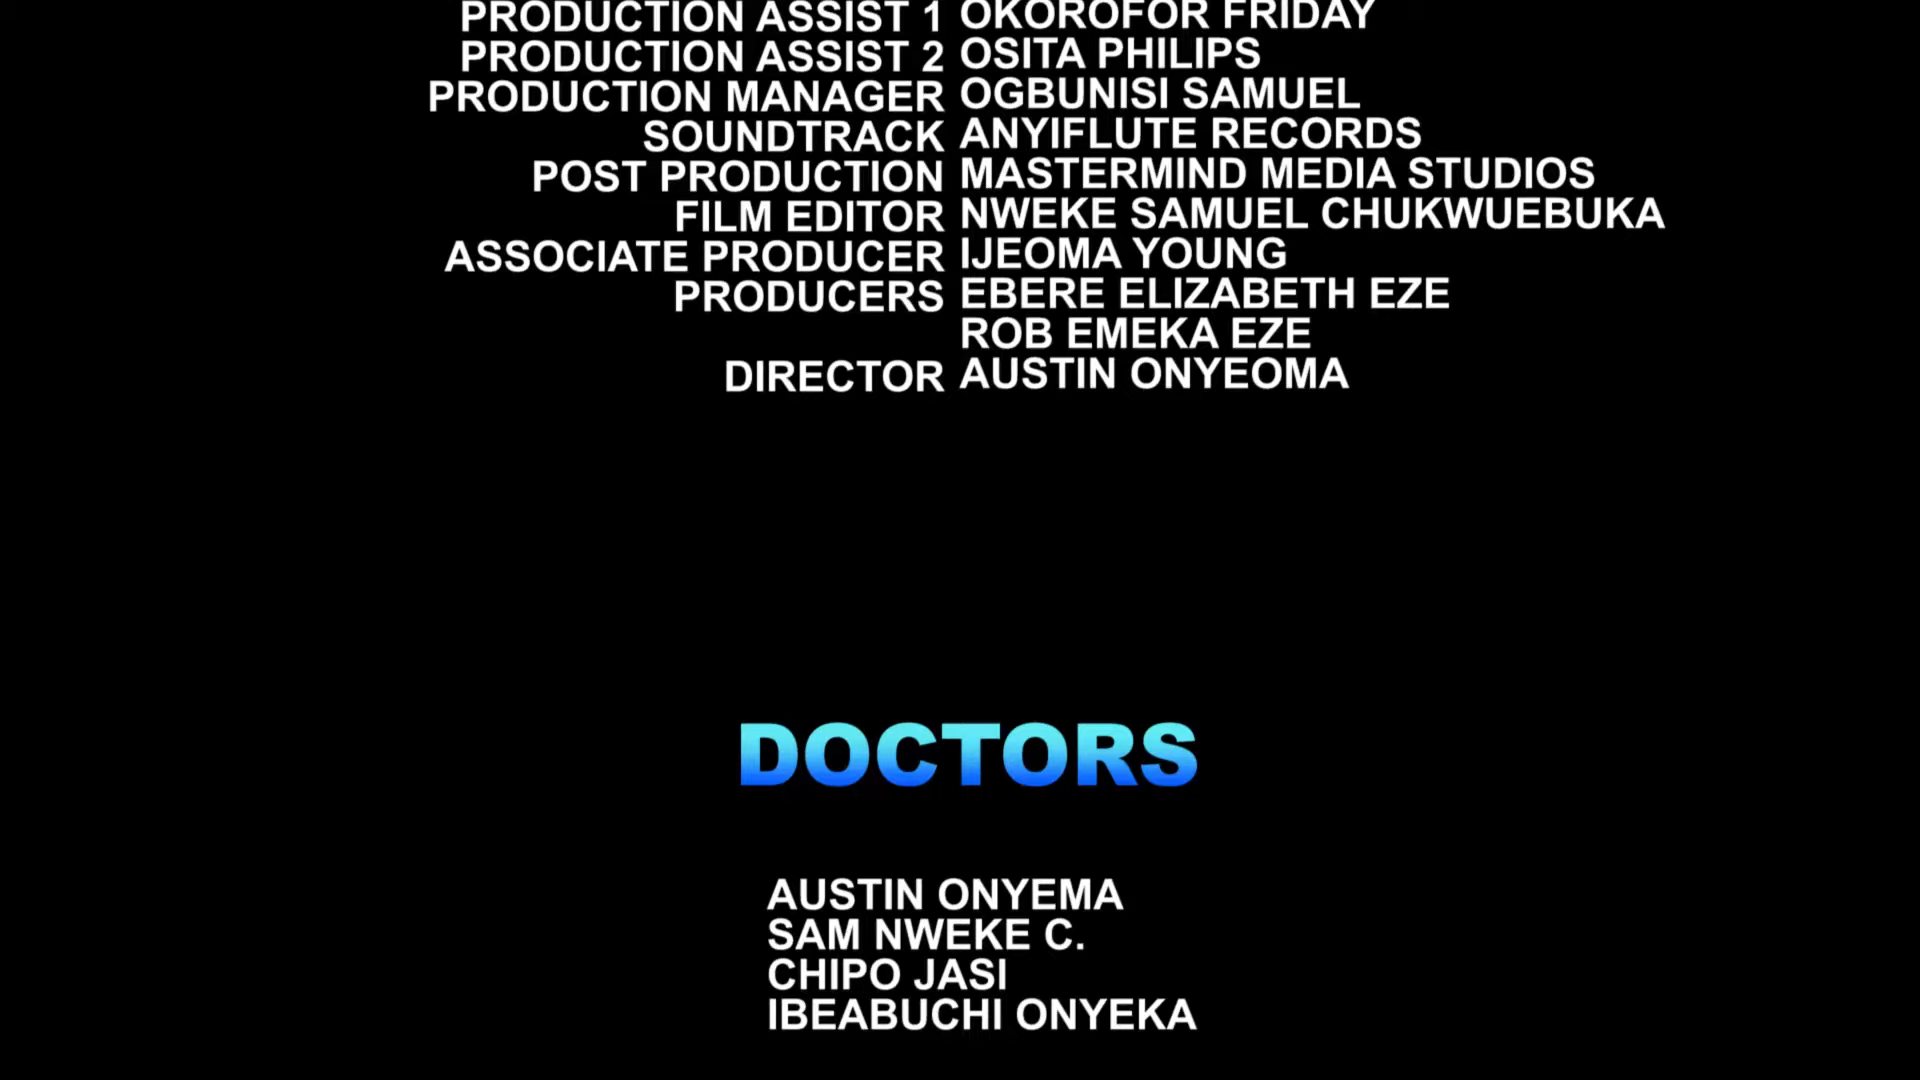 PRODUCTION ASSIST 1 OKOROFOR FRIDAY
PRODUCTION ASSIST 2 OSITA PHILIPS
PRODUCTION MANAGER OGBUNISI SAMUEL
SOUNDTRACK ANYIFLUTE RECORDS
POST PRODUCTION MASTERMIND MEDIA STUDIOS
FILM EDITOR NWEKE SAMUEL CHUKWUEBUKA
ASSOCIATE PRODUCER IJEOMA YOUNG
PRODUCERS EBERE ELIZABETH EZE
ROB EMEKA EZE
DIRECTOR AUSTIN ONYEOMA
DOCTORS
AUSTIN ONYEMA
SAM NWEKE C.
CHIPO JASI
IBEABUCHI ONYEKA